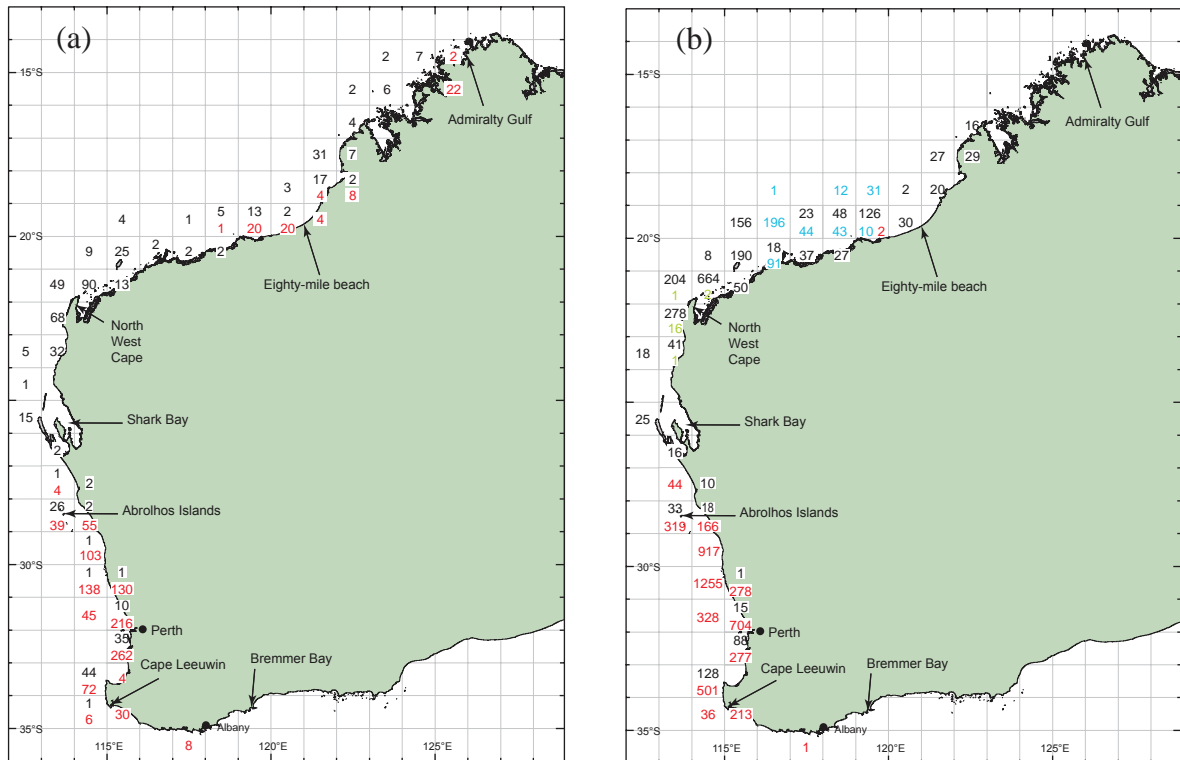 (a)
2 7 2
15°S
2 6 22
Admiralty Gulf
4
31 7
17 2
3
4 8
5 13 2
4 1
1 20 20 4
20°S
2
9 25 2 2
Eighty-mile beach
49 90 13
68
North
West
Cape
5 32
1
15
Shark Bay
2
1
2
4
26 2
Abrolhos Islands
39 55
1
103
30°S
1 1
138 130
10
45
216
Perth
35
262
Cape Leeuwin
Bremmer Bay
44 4
72
1
6 30
35°S
Albany
115°E 120°E 125°E
8
(b)
15°S
Admiralty Gulf
16
27 29
1 12 31 2 20
23 48 126
156 196 30
44 43 10 2
20°S
18
8 190 37 27
91
Eighty-mile beach
204 664 50
1 2
278
North
West
Cape
16
41
18
1
25
Shark Bay
16
44 10
33 18
Abrolhos Islands
319 166
917
30°S
1
1255 278
15
328
704
Perth
88
277
Cape Leeuwin
Bremmer Bay
128
501
36 213
35°S
Albany
115°E 120°E 125°E
1